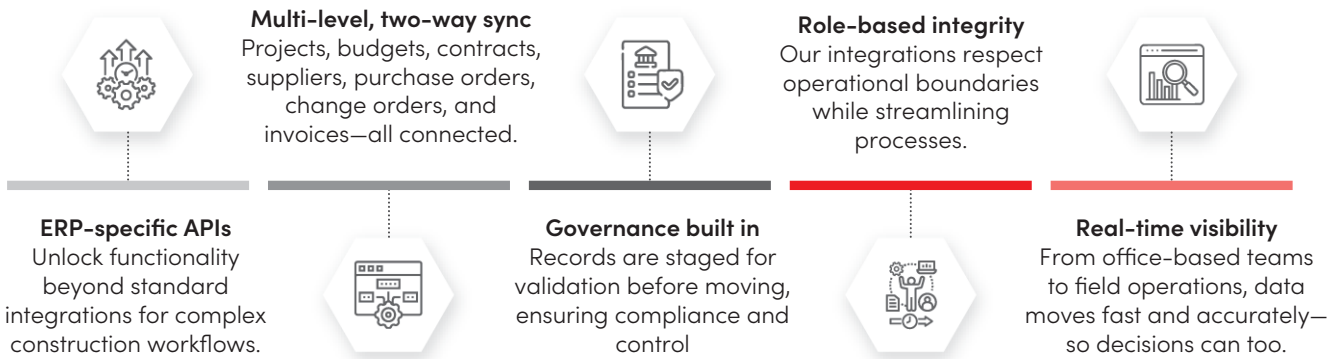 ERP-specific APIs
Unlock functionality
beyond standard
integrations for complex
construction workflows.
Multi-level, two-way sync
Projects, budgets, contracts,
suppliers, purchase orders,
change orders, and
invoices—all connected.
Governance built in
Records are staged for
validation before moving,
ensuring compliance and
control
Role-based integrity
Our integrations respect
operational boundaries
while streamlining
processes.
Real-time visibility
From office-based teams
to field operations, data
moves fast and accurately—
so decisions can too.